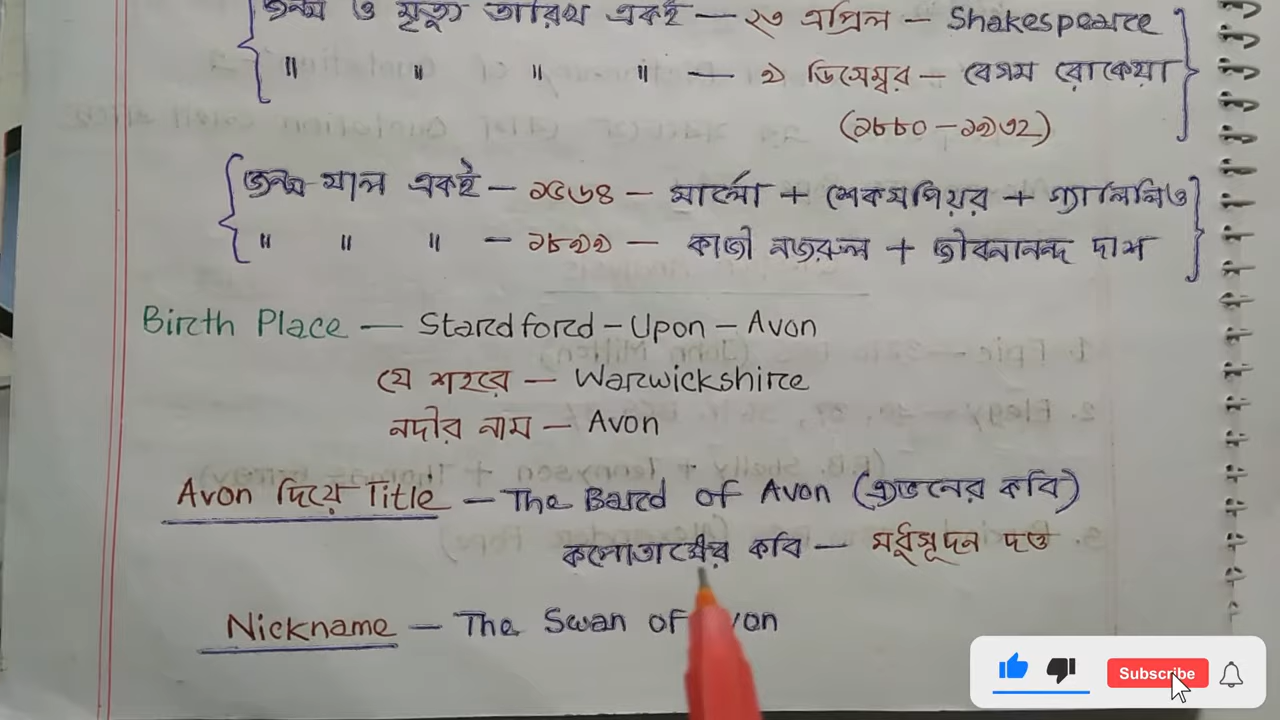 জন্ম ও মৃত্যু তারিখ একই — ২৩ এপ্রিল — Shakespeare
" " " " — ৯ ডিসেম্বর — বেগম রোকেয়া
(১৮৮০ – ১৯৩২)
জন্ম সাল একই – ১৫৬৪ – মার্লো + শেকসপিয়র + গ্যালিলিও
" " " – ১৮৯৯ – কাজী নজরুল + জীবনানন্দ দাশ
Birth Place — Stardford-Upon-Avon
যে শহরে – Warwickshire
নদীর নাম – Avon
Avon দিয়ে Title – The Bard of Avon (এভনের কবি)
কপোতাক্ষের কবি – মধুসূদন দত্ত
Nickname – The Swan of Avon
Subscribe